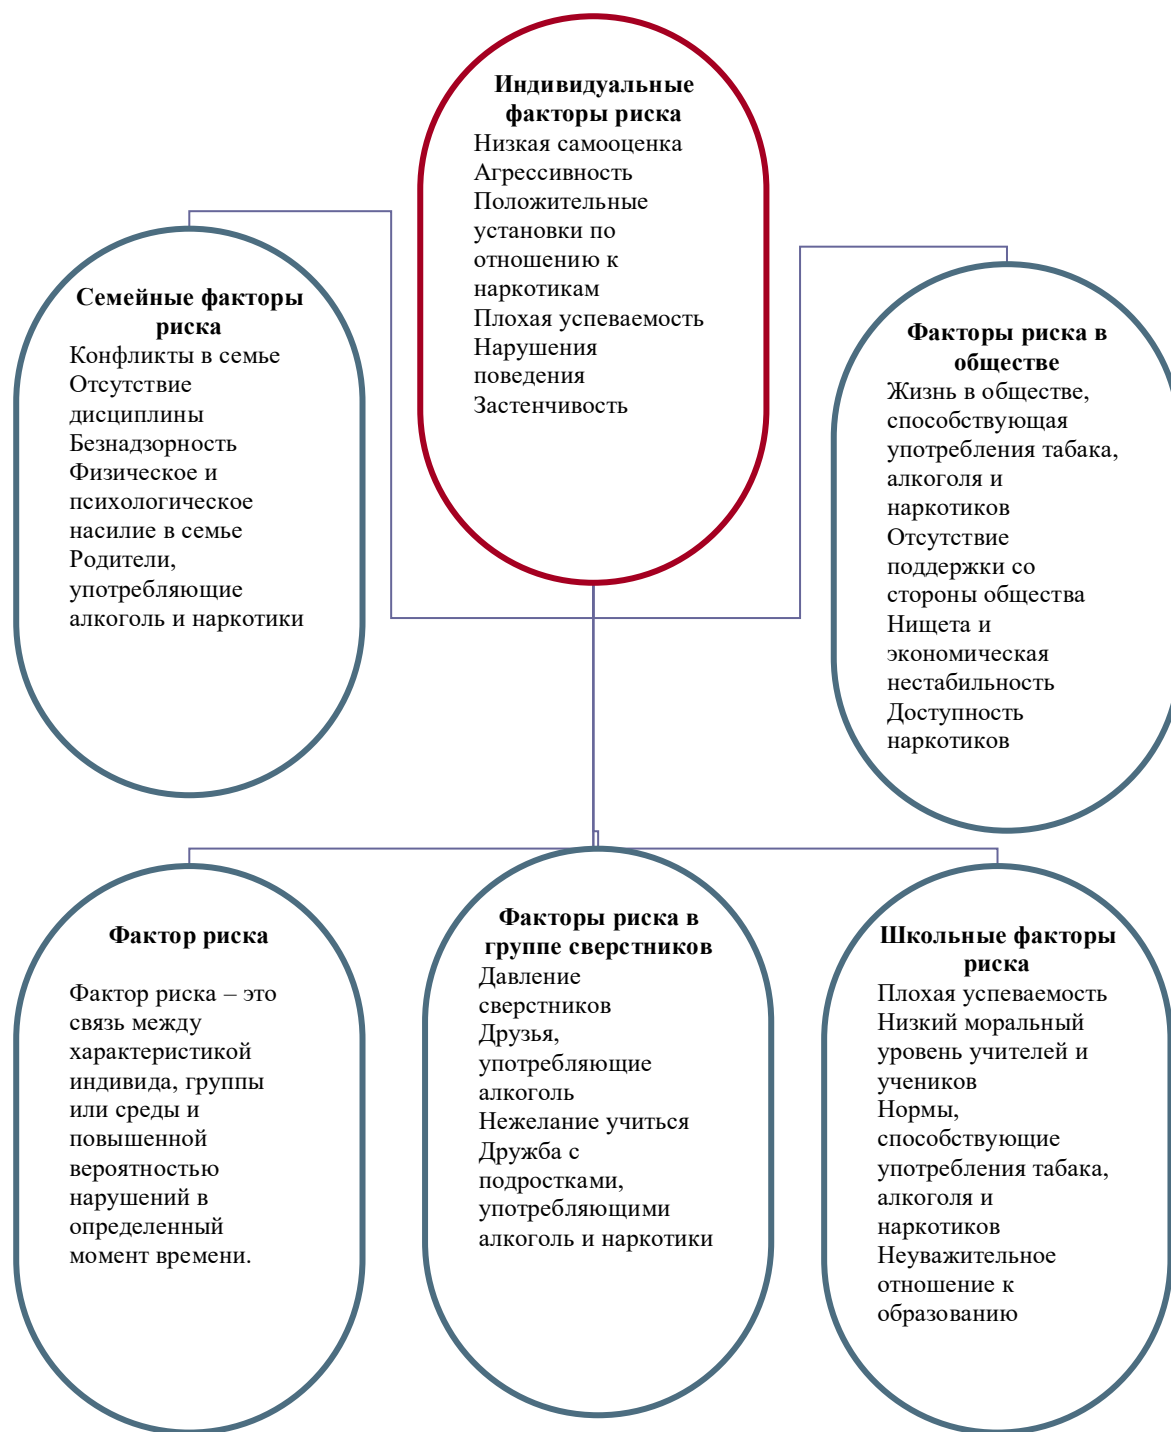 Индивидуальные
факторы риска
Низкая самооценка
Агрессивность
Положительные
установки по
отношению к
наркотикам
Плохая успеваемость
Нарушения
поведения
Застенчивость
Семейные факторы
риска
Конфликты в семье
Отсутствие
дисциплины
Безнадзорность
Физическое и
психологическое
насилие в семье
Родители,
употребляющие
алкоголь и наркотики
Факторы риска в
обществе
Жизнь в обществе,
способствующая
употребления табака,
алкоголя и
наркотиков
Отсутствие
поддержки со
стороны общества
Нищета и
экономическая
нестабильность
Доступность
наркотиков
Фактор риска
Фактор риска – это
связь между
характеристикой
индивида, группы
или среды и
повышенной
вероятностью
нарушений в
определенный
момент времени.
Факторы риска в
группе сверстников
Давление
сверстников
Друзья,
употребляющие
алкоголь
Нежелание учиться
Дружба с
подростками,
употребляющими
алкоголь и наркотики
Школьные факторы
риска
Плохая успеваемость
Низкий моральный
уровень учителей и
учеников
Нормы,
способствующие
употребления табака,
алкоголя и
наркотиков
Неуважительное
отношение к
образованию